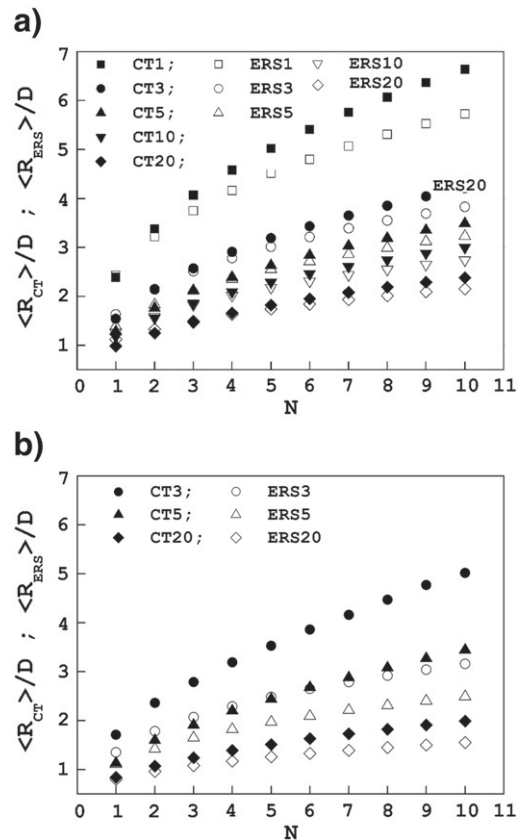 a)
7
6
5
4
3
2
1
<R_CT>/D ; <R_ERS>/D
CT1; ERS1 ERS10
CT3; ERS3 ERS20
CT5; ERS5
CT10;
CT20;
ERS20
0 1 2 3 4 5 6 7 8 9 10 11
N
b)
7
6
5
4
3
2
1
<R_CT>/D ; <R_ERS>/D
CT3; ERS3
CT5; ERS5
CT20; ERS20
0 1 2 3 4 5 6 7 8 9 10 11
N